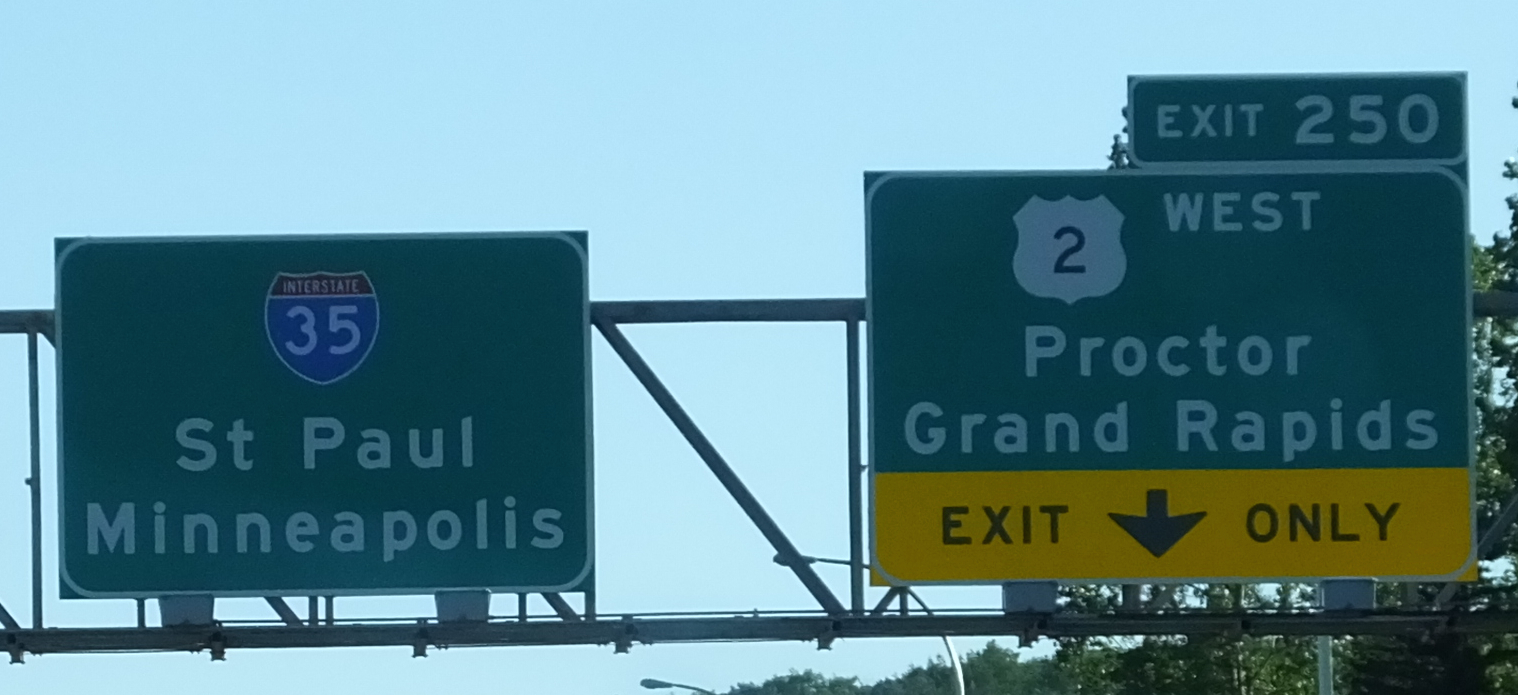 INTERSTATE
35
St Paul
Minneapolis
EXIT 250
2 WEST
Proctor
Grand Rapids
EXIT ONLY